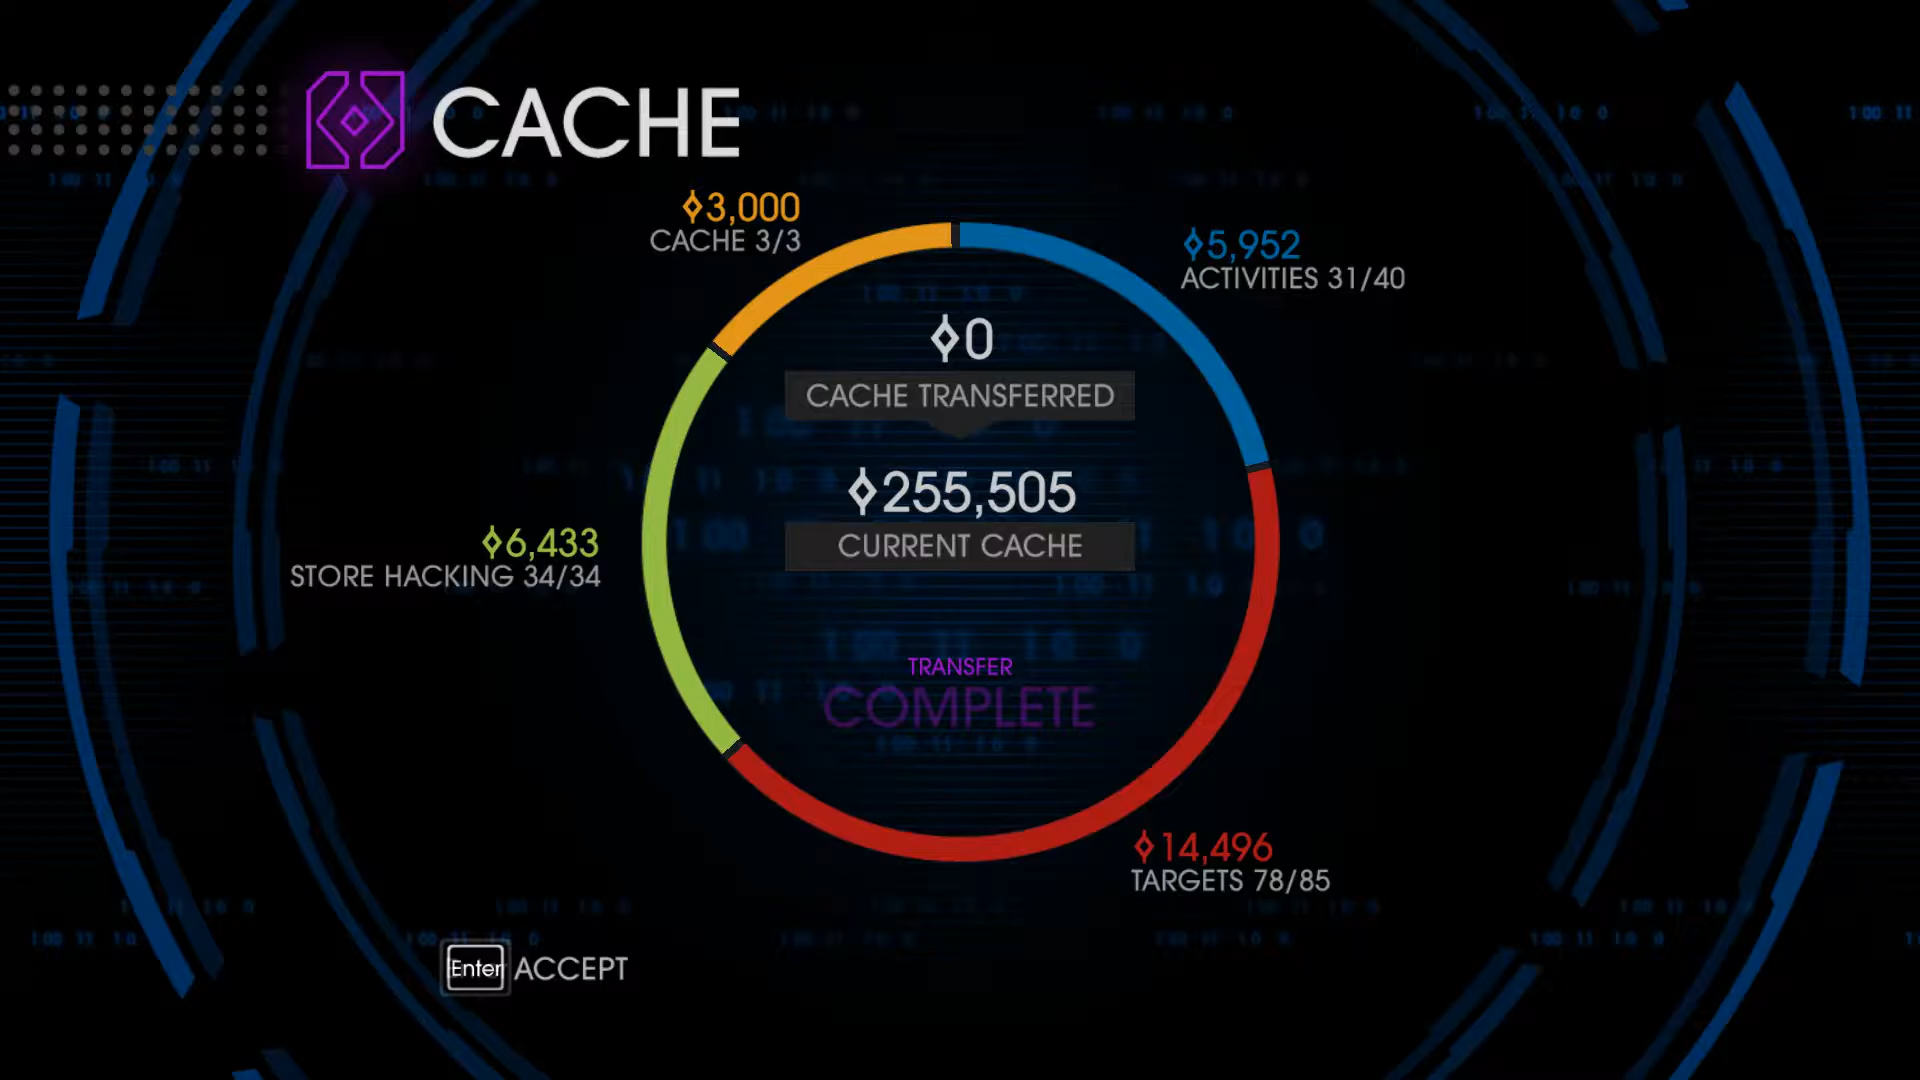 CACHE
3,000
CACHE 3/3
5,952
ACTIVITIES 31/40
0
CACHE TRANSFERRED
255,505
CURRENT CACHE
6,433
STORE HACKING 34/34
TRANSFER
COMPLETE
14,496
TARGETS 78/85
Enter ACCEPT